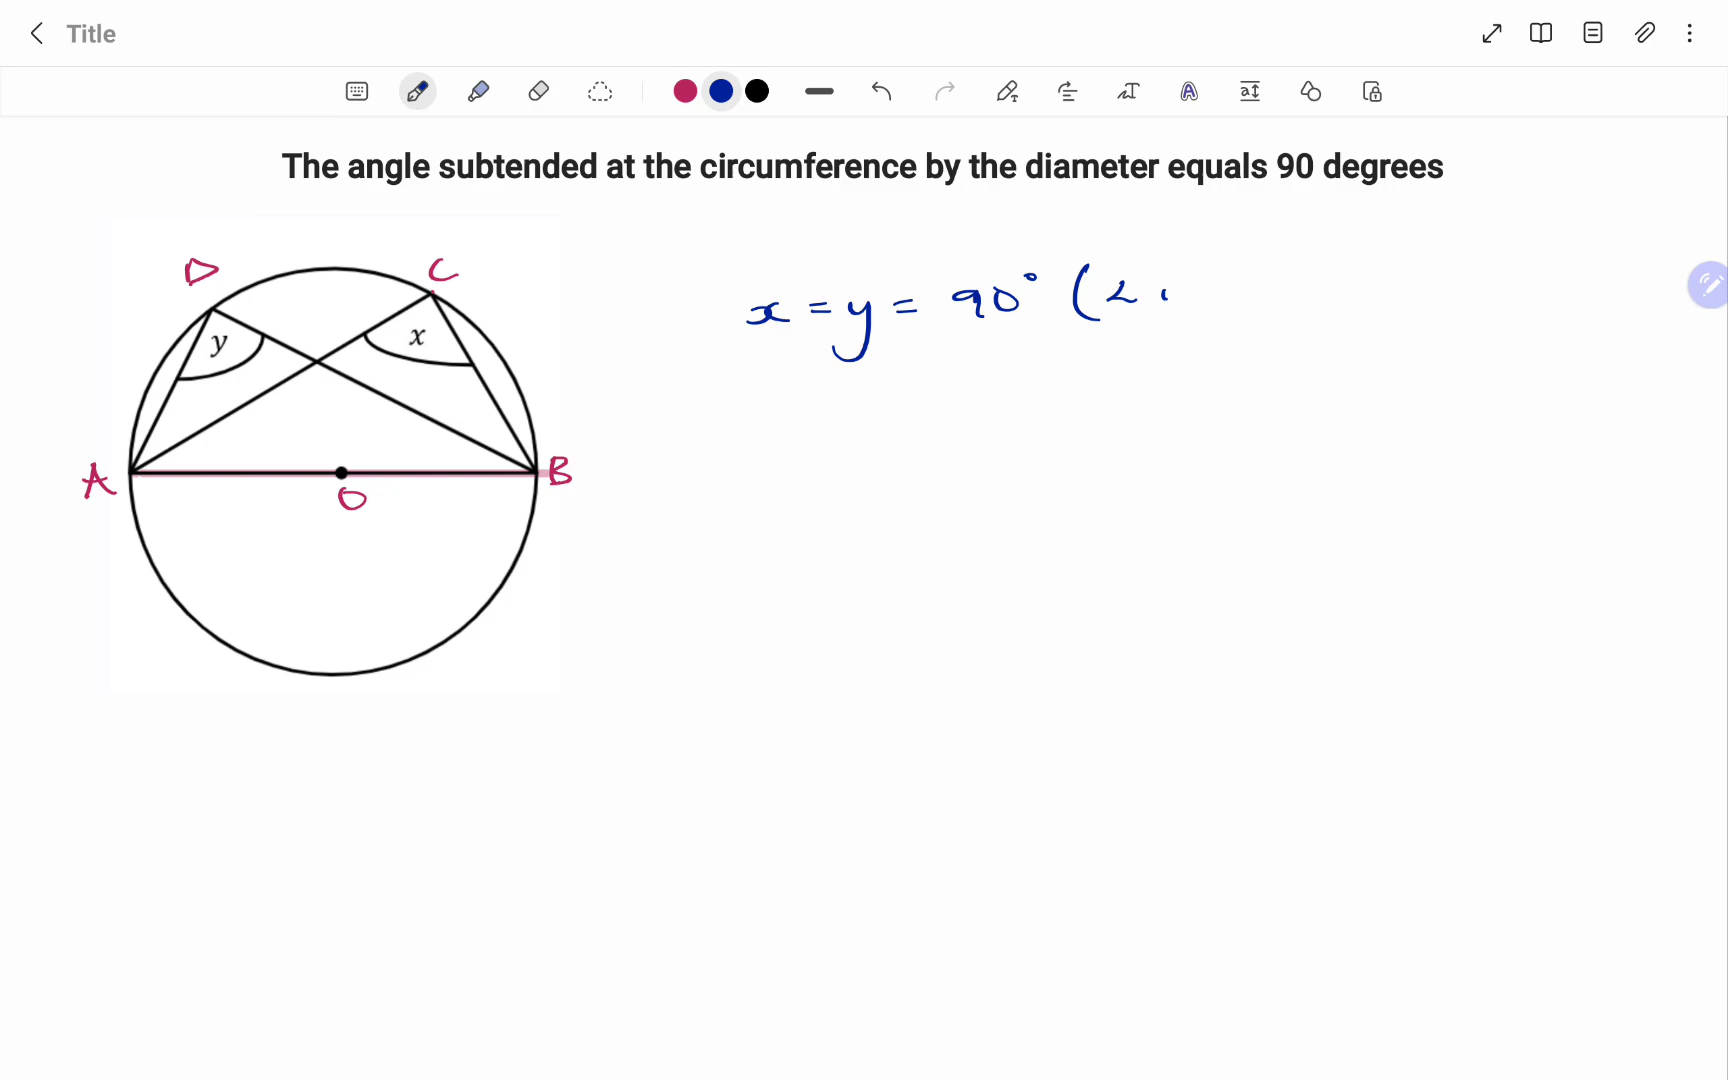 Title
The angle subtended at the circumference by the diameter equals 90 degrees
D C
y x
A B
O
x = y = 90° (∠